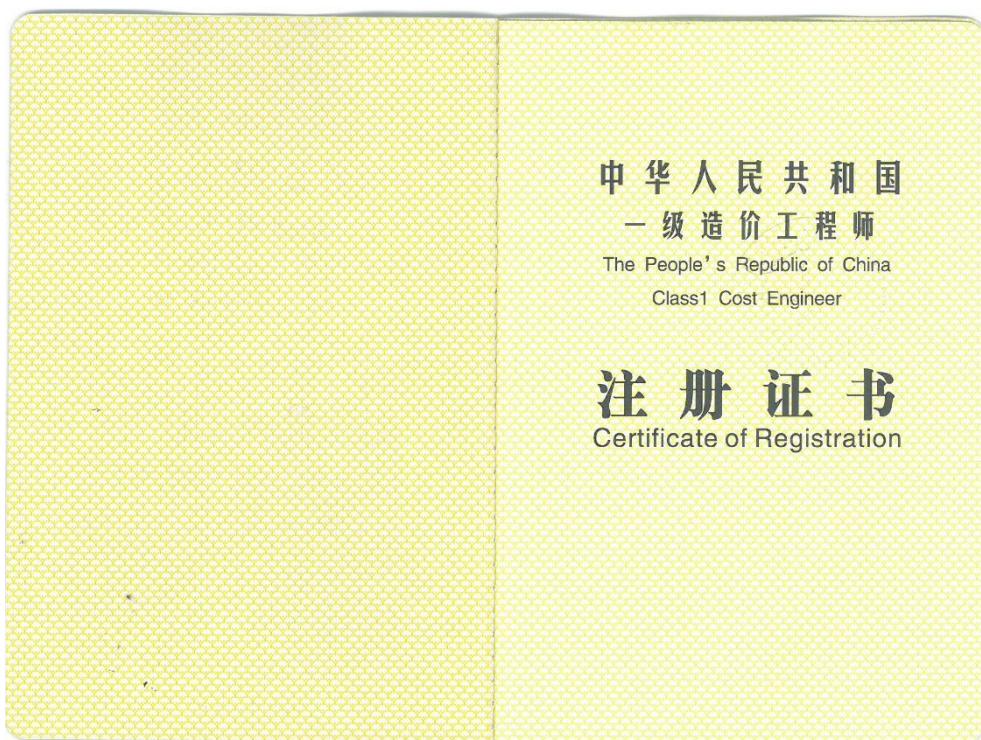 中华人民共和国
一级造价工程师
The People's Republic of China
Class1 Cost Engineer
注册证书
Certificate of Registration